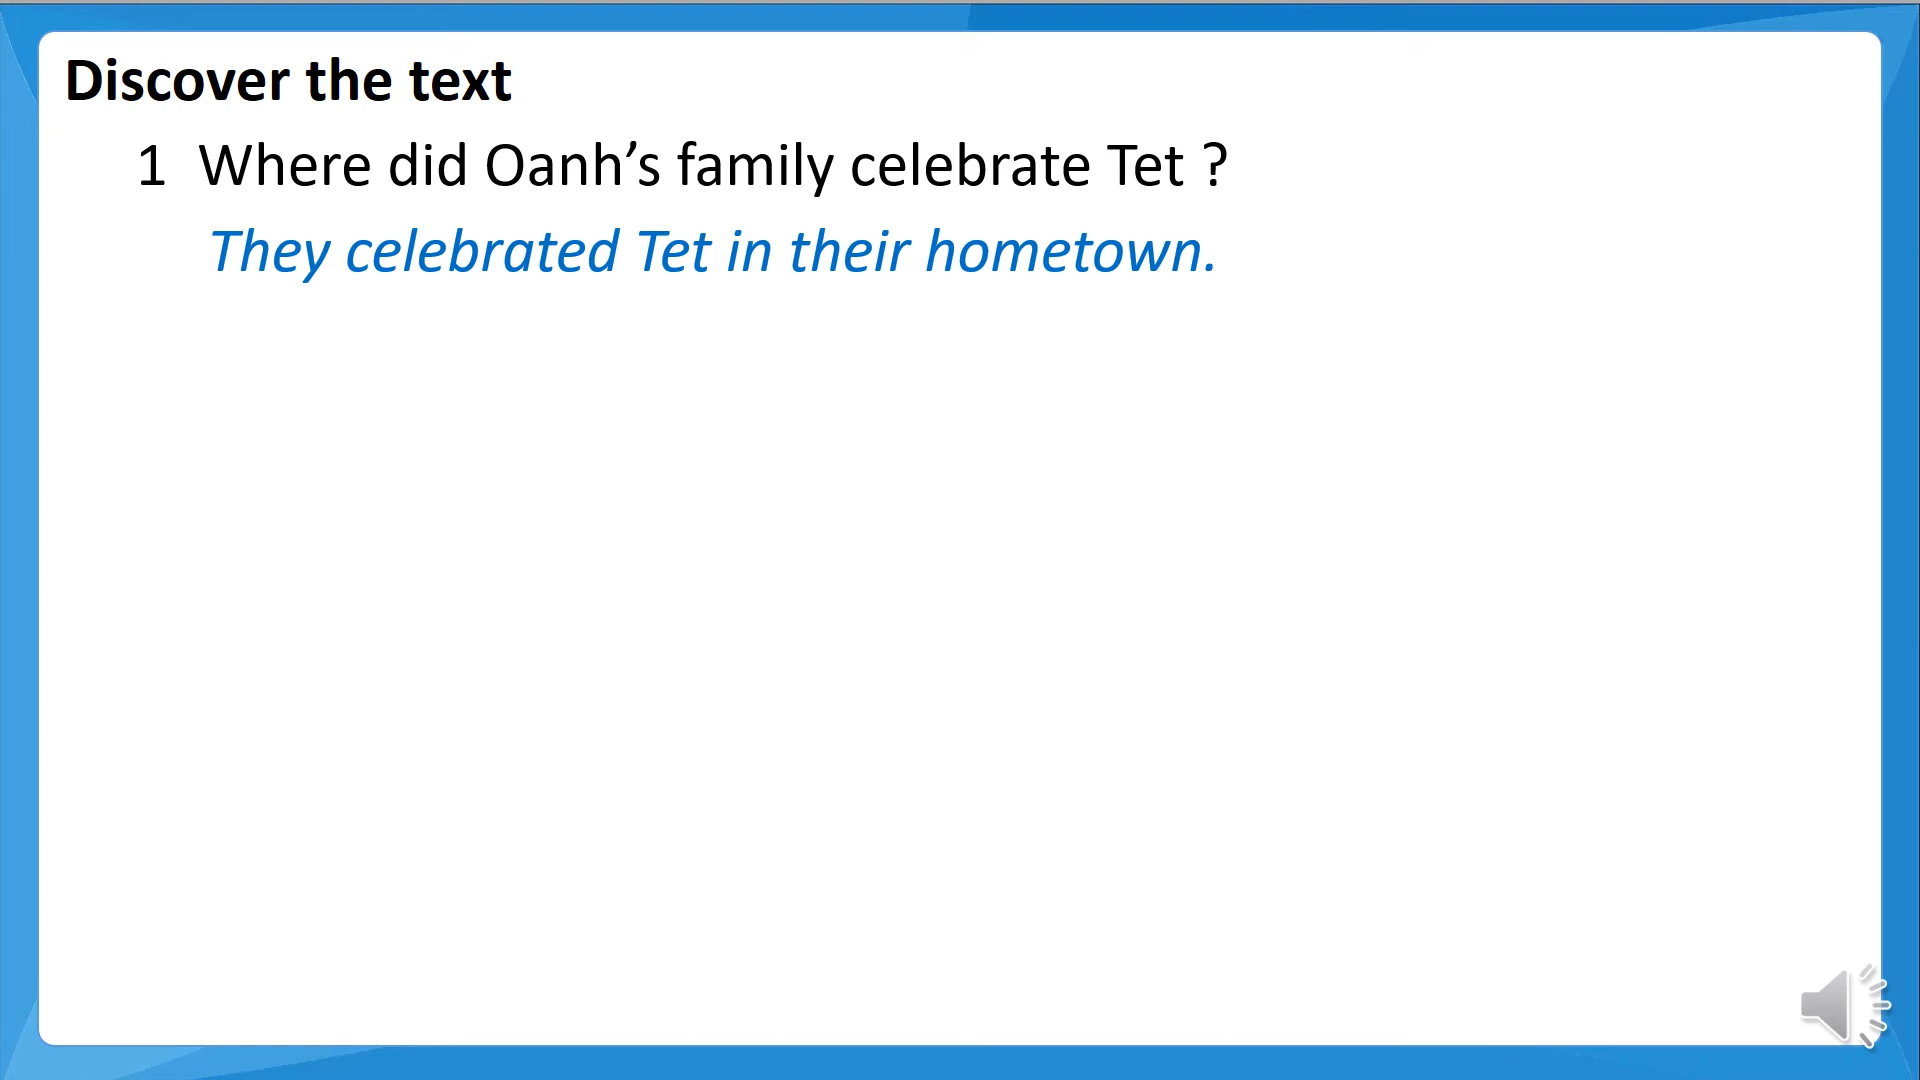 Discover the text
1 Where did Oanh’s family celebrate Tet ?
They celebrated Tet in their hometown.